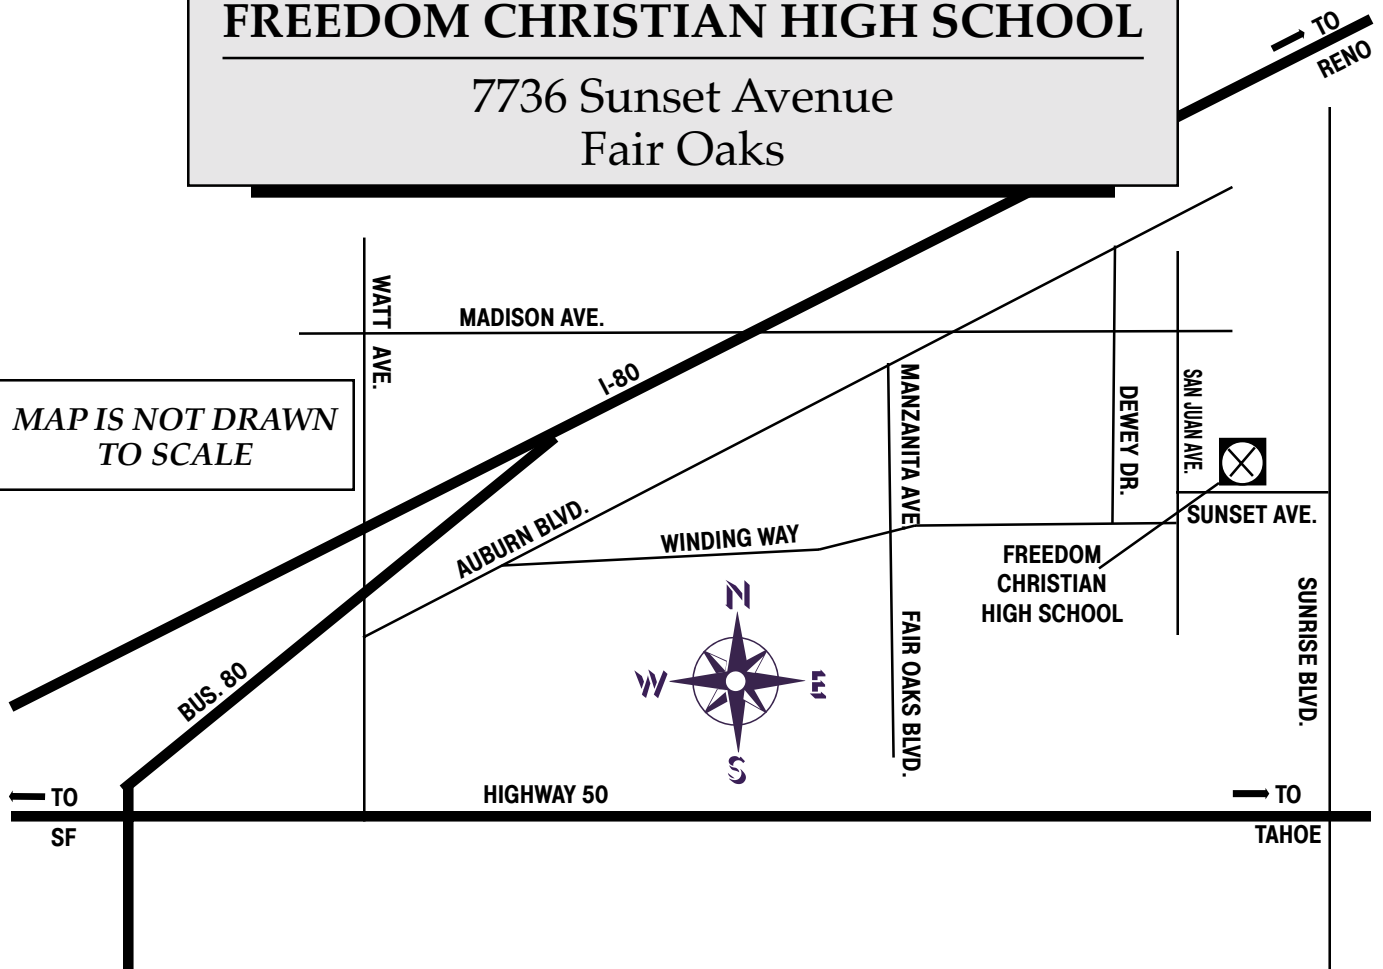 FREEDOM CHRISTIAN HIGH SCHOOL
7736 Sunset Avenue
Fair Oaks
TO
RENO
WATT AVE.
MADISON AVE.
I-80
MAP IS NOT DRAWN
TO SCALE
MANZANITA AVE.
DEWEY DR.
SAN JUAN AVE.
AUBURN BLVD.
WINDING WAY
SUNSET AVE.
FREEDOM
CHRISTIAN
HIGH SCHOOL
N
W
E
S
FAIR OAKS BLVD.
SUNRISE BLVD.
BUS. 80
TO
SF
HIGHWAY 50
TO
TAHOE